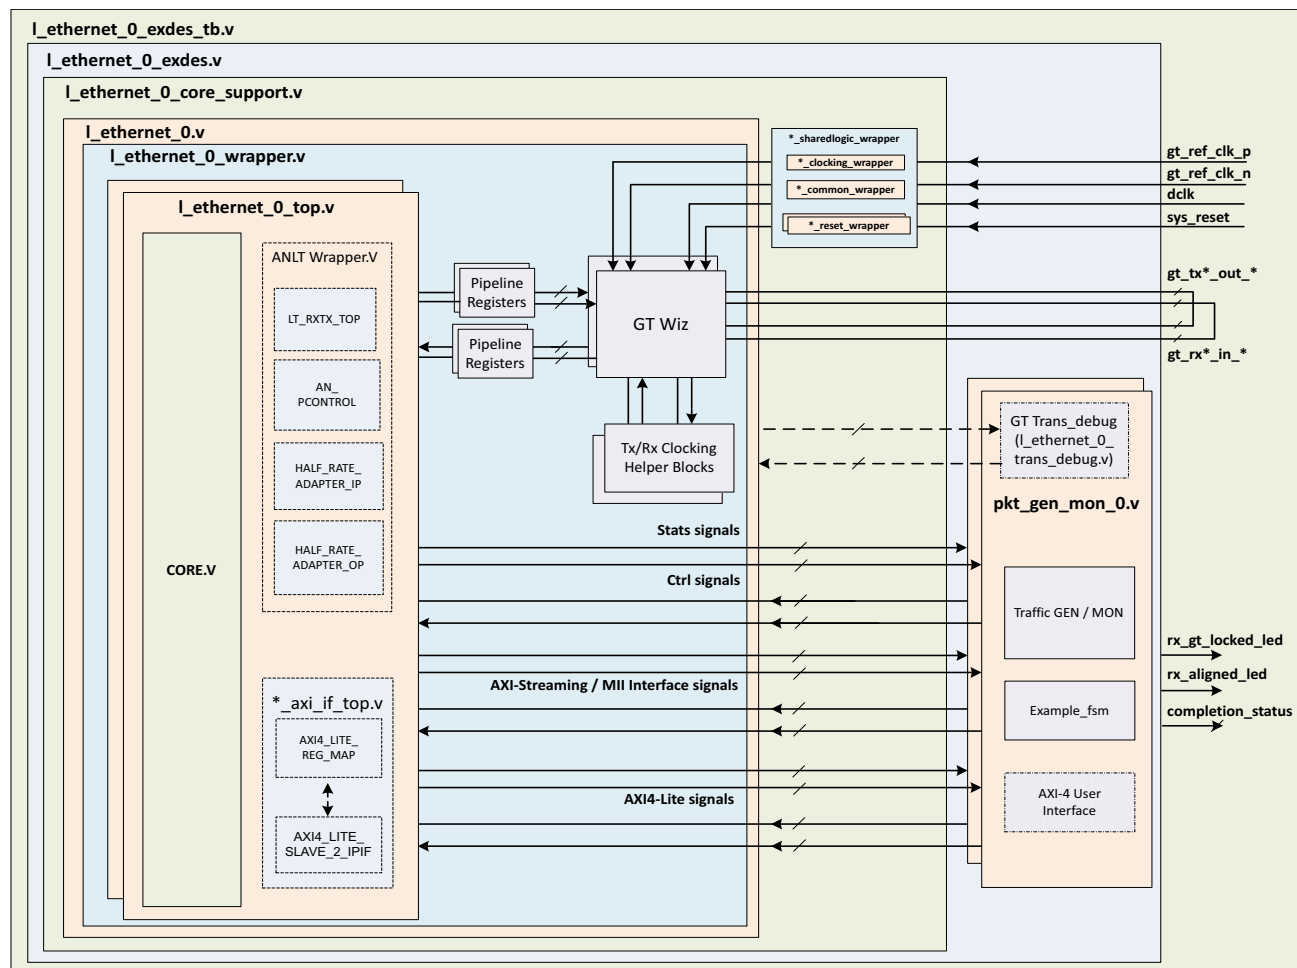 l_ethernet_0_exdes_tb.v
l_ethernet_0_exdes.v
l_ethernet_0_core_support.v
l_ethernet_0.v
l_ethernet_0_wrapper.v
l_ethernet_0_top.v
CORE.V
ANLT Wrapper.V
LT_RXTX_TOP
AN_
PCONTROL
HALF_RATE_
ADAPTER_IP
HALF_RATE_
ADAPTER_OP
*_axi_if_top.v
AXI4_LITE_
REG_MAP
AXI4_LITE_
SLAVE_2_IPIF
Pipeline
Registers
Pipeline
Registers
GT Wiz
Tx/Rx Clocking
Helper Blocks
*_sharedlogic_wrapper
*_clocking_wrapper
*_common_wrapper
*_reset_wrapper
gt_ref_clk_p
gt_ref_clk_n
dclk
sys_reset
gt_tx*_out_*
gt_rx*_in_*
Stats signals
Ctrl signals
AXI-Streaming / MII Interface signals
AXI4-Lite signals
GT Trans_debug
(l_ethernet_0_
trans_debug.v)
pkt_gen_mon_0.v
Traffic GEN / MON
Example_fsm
AXI-4 User
Interface
rx_gt_locked_led
rx_aligned_led
completion_status